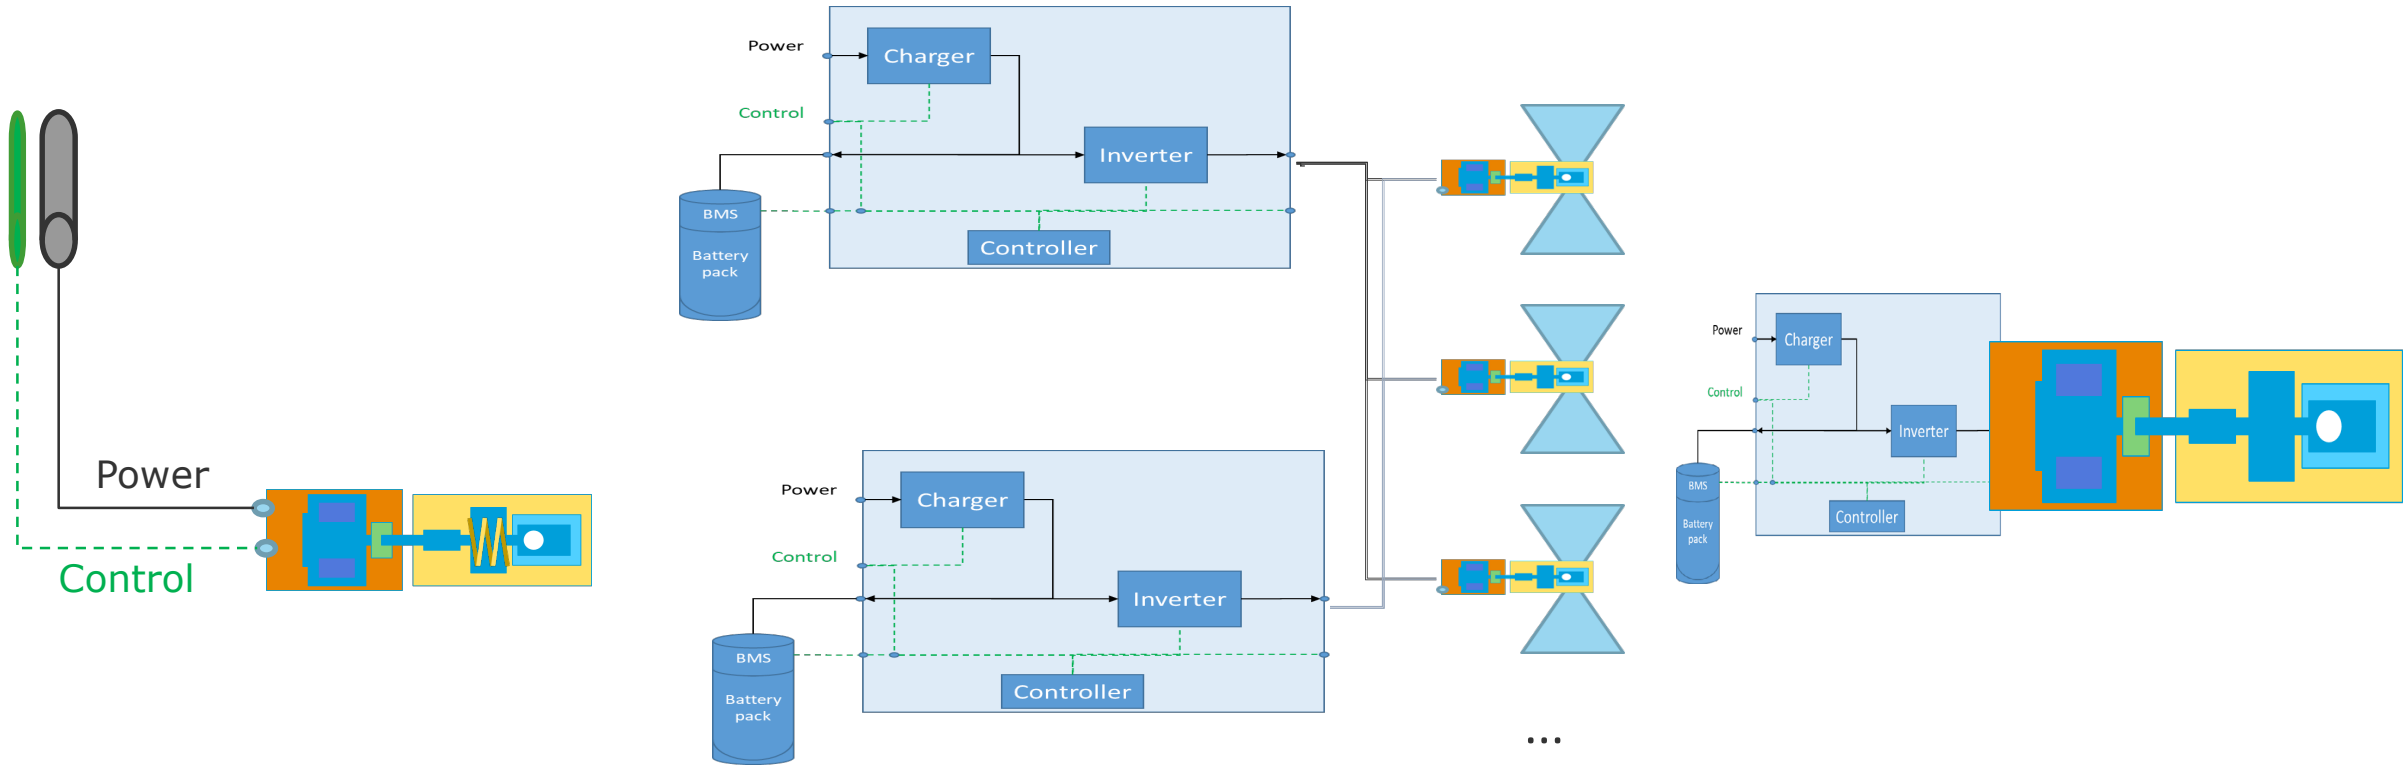 Power
Control
Power
Charger
Control
Inverter
BMS
Battery
pack
Controller
Power
Charger
Control
Inverter
BMS
Battery
pack
Controller
...
Power
Charger
Control
Inverter
BMS
Battery
pack
Controller